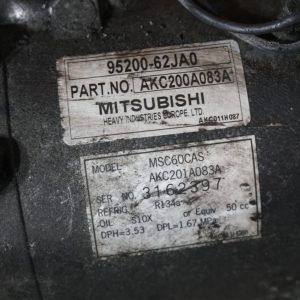 95200-62JA0
PART.NO. AKC200A083A
MITSUBISHI
HEAVY INDUSTRIES EUROPE, LTD.
AKC011H087
MODEL MSC60CAS
AKC201A083A
SER NO 3162397
REFRIG R134a
OIL S10X or Equiv 50 cc
DPH=3.53 DPL=1.67 MPa